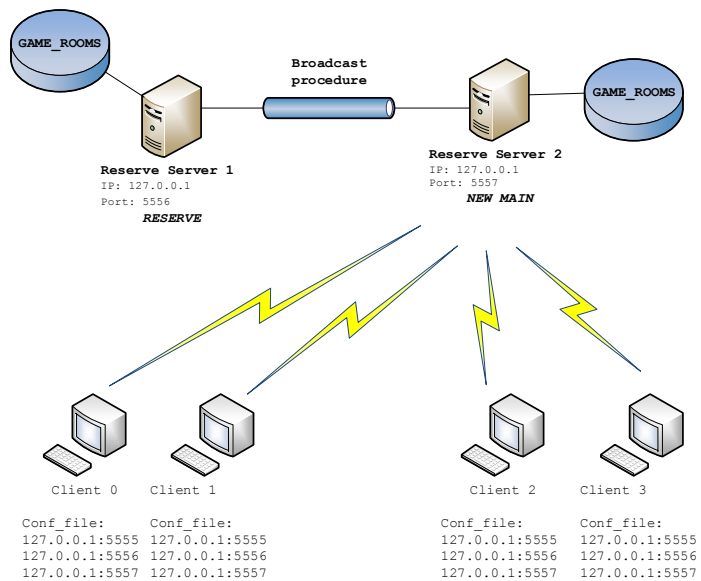 GAME_ROOMS
Broadcast
procedure
GAME_ROOMS
Reserve Server 1
IP: 127.0.0.1
Port: 5556
RESERVE
Reserve Server 2
IP: 127.0.0.1
Port: 5557
NEW MAIN
Client 0
Conf_file:
127.0.0.1:5555
127.0.0.1:5556
127.0.0.1:5557
Client 1
Conf_file:
127.0.0.1:5555
127.0.0.1:5556
127.0.0.1:5557
Client 2
Conf_file:
127.0.0.1:5555
127.0.0.1:5556
127.0.0.1:5557
Client 3
Conf_file:
127.0.0.1:5555
127.0.0.1:5556
127.0.0.1:5557